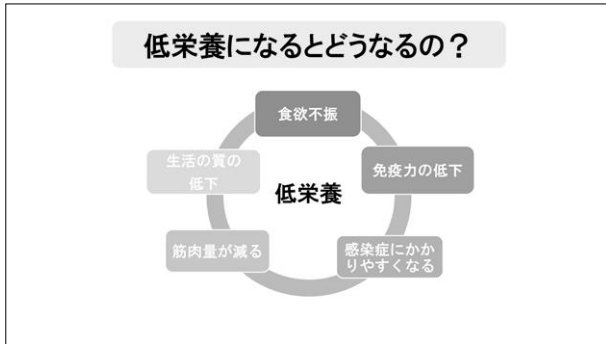 低栄養になるとどうなるの？
食欲不振
免疫力の低下
感染症にかか
りやすくなる
筋肉量が減る
生活の質の
低下
低栄養